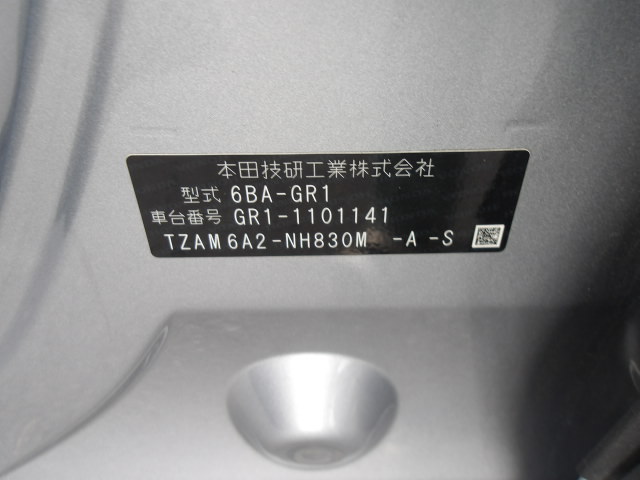 本田技研工業株式会社
型式 6BA-GR1
車台番号 GR1-1101141
TZAM6A2-NH830M -A-S